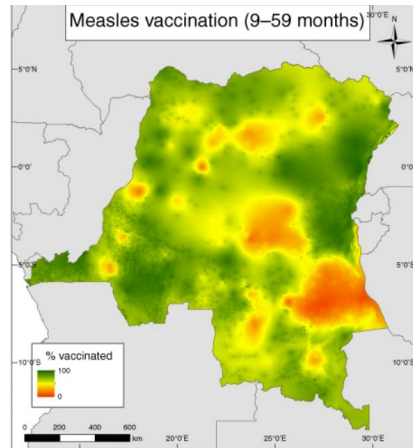 Measles vaccination (9–59 months)
30°0'E
N
5°0'N
5°0'N
0°0'
0°0'
5°0'S
5°0'S
10°0'S
10°0'S
% vaccinated
100
0
0 200 400 600
km
20°0'E 25°0'E 30°0'E